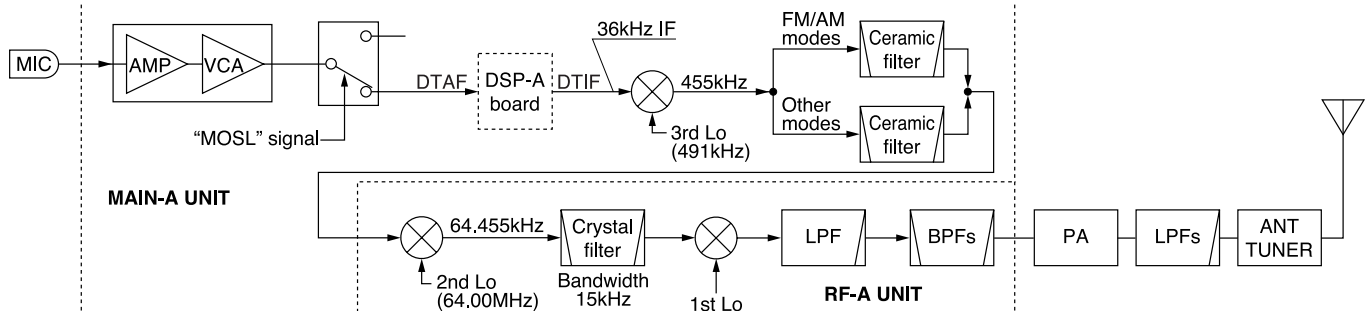 MIC
AMP
VCA
"MOSL" signal
MAIN-A UNIT
DTAF
DSP-A
board
DTIF
36kHz IF
3rd Lo
(491kHz)
455kHz
FM/AM
modes
Ceramic
filter
Other
modes
Ceramic
filter
2nd Lo
(64.00MHz)
64.455kHz
Crystal
filter
Bandwidth
15kHz
1st Lo
LPF
BPFs
RF-A UNIT
PA
LPFs
ANT
TUNER